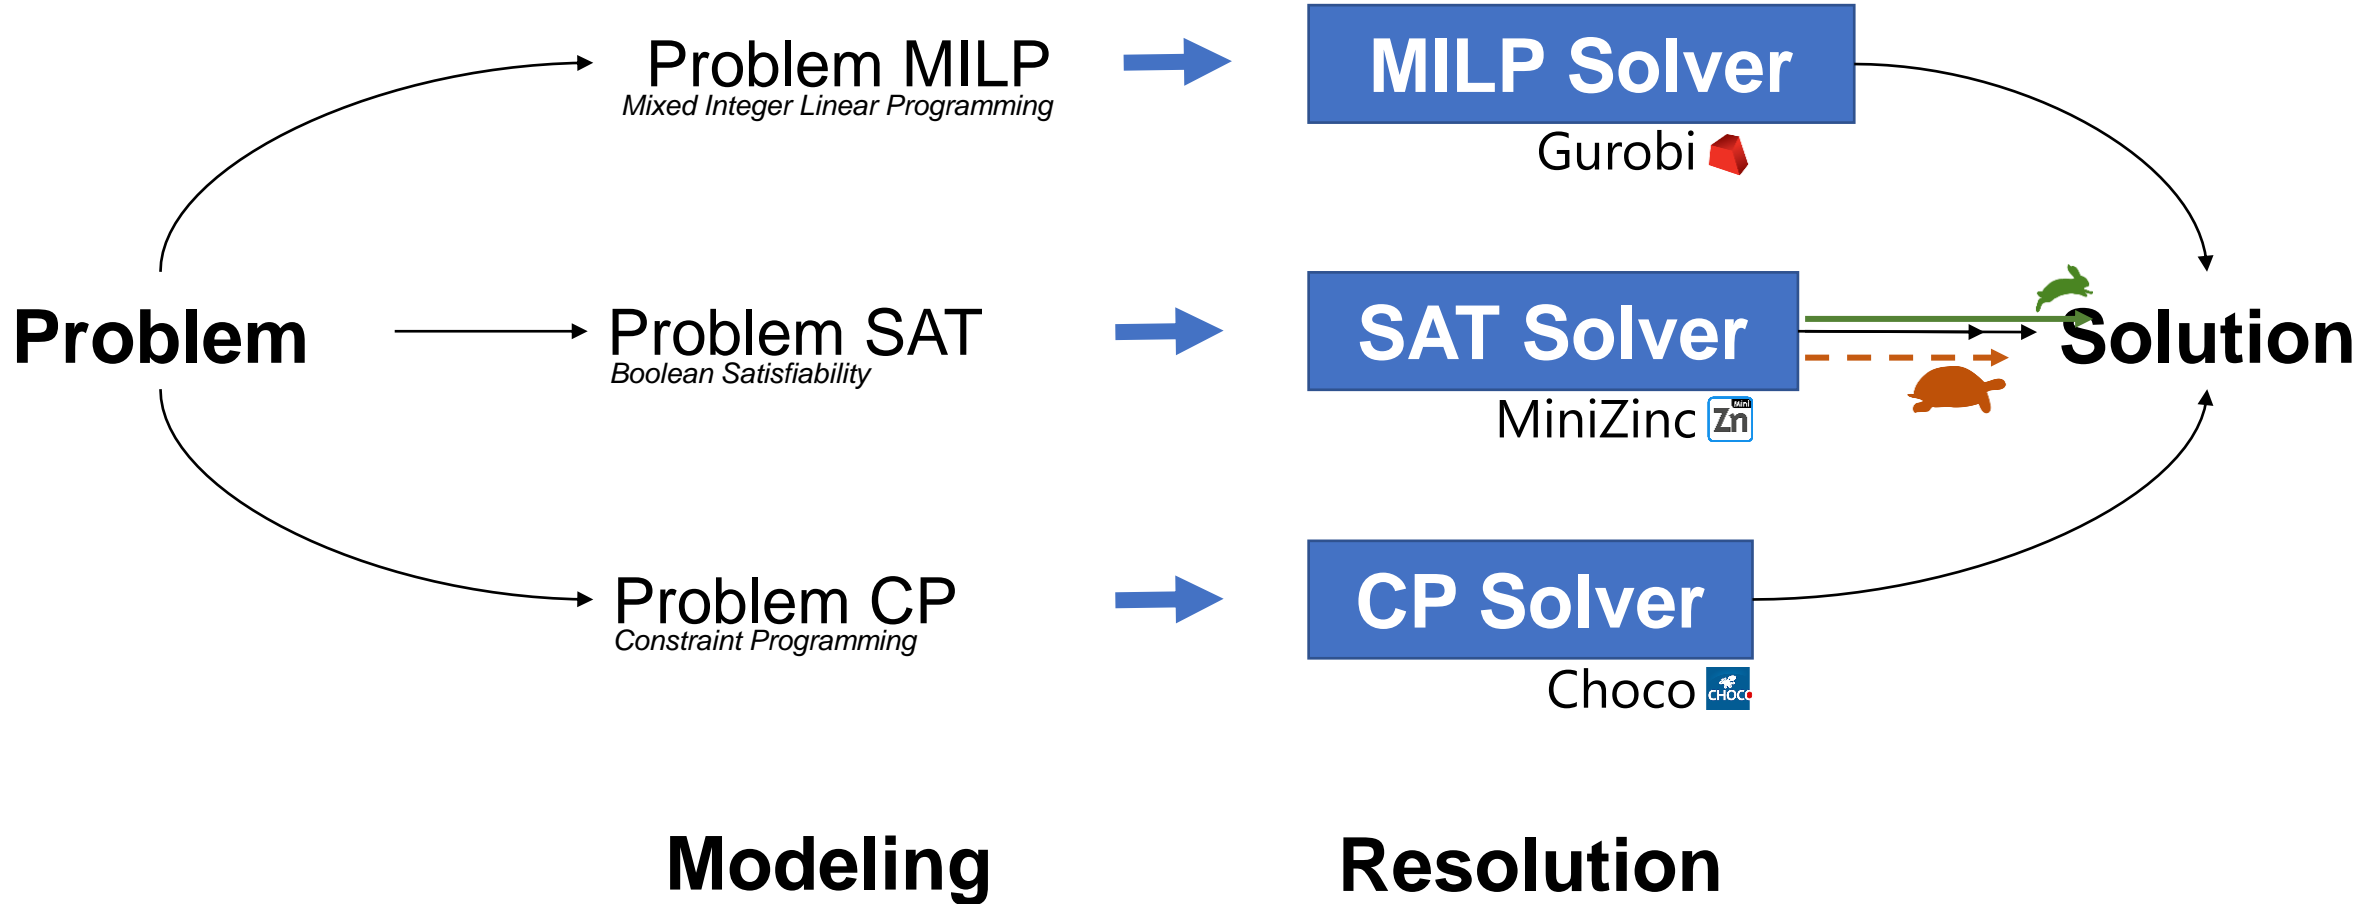 Problem MILP
Mixed Integer Linear Programming
MILP Solver
Gurobi
Problem
Problem SAT
Boolean Satisfiability
SAT Solver
MiniZinc
Mini
Zn
Solution
Problem CP
Constraint Programming
CP Solver
Choco
CHOCO
Modeling
Resolution